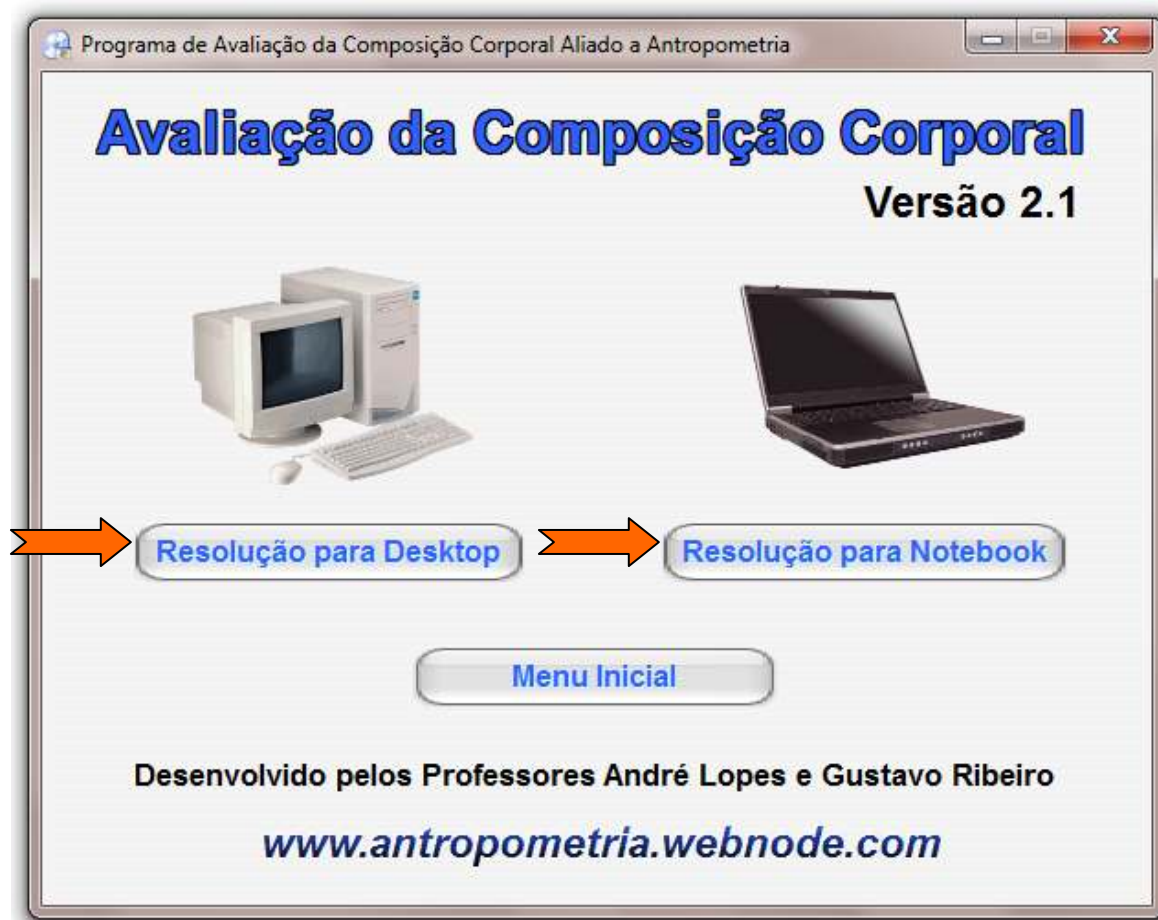 Programa de Avaliação da Composição Corporal Aliado a Antropometria
Avaliação da Composição Corporal
Versão 2.1
Resolução para Desktop
Resolução para Notebook
Menu Inicial
Desenvolvido pelos Professores André Lopes e Gustavo Ribeiro
www.antropometria.webnode.com